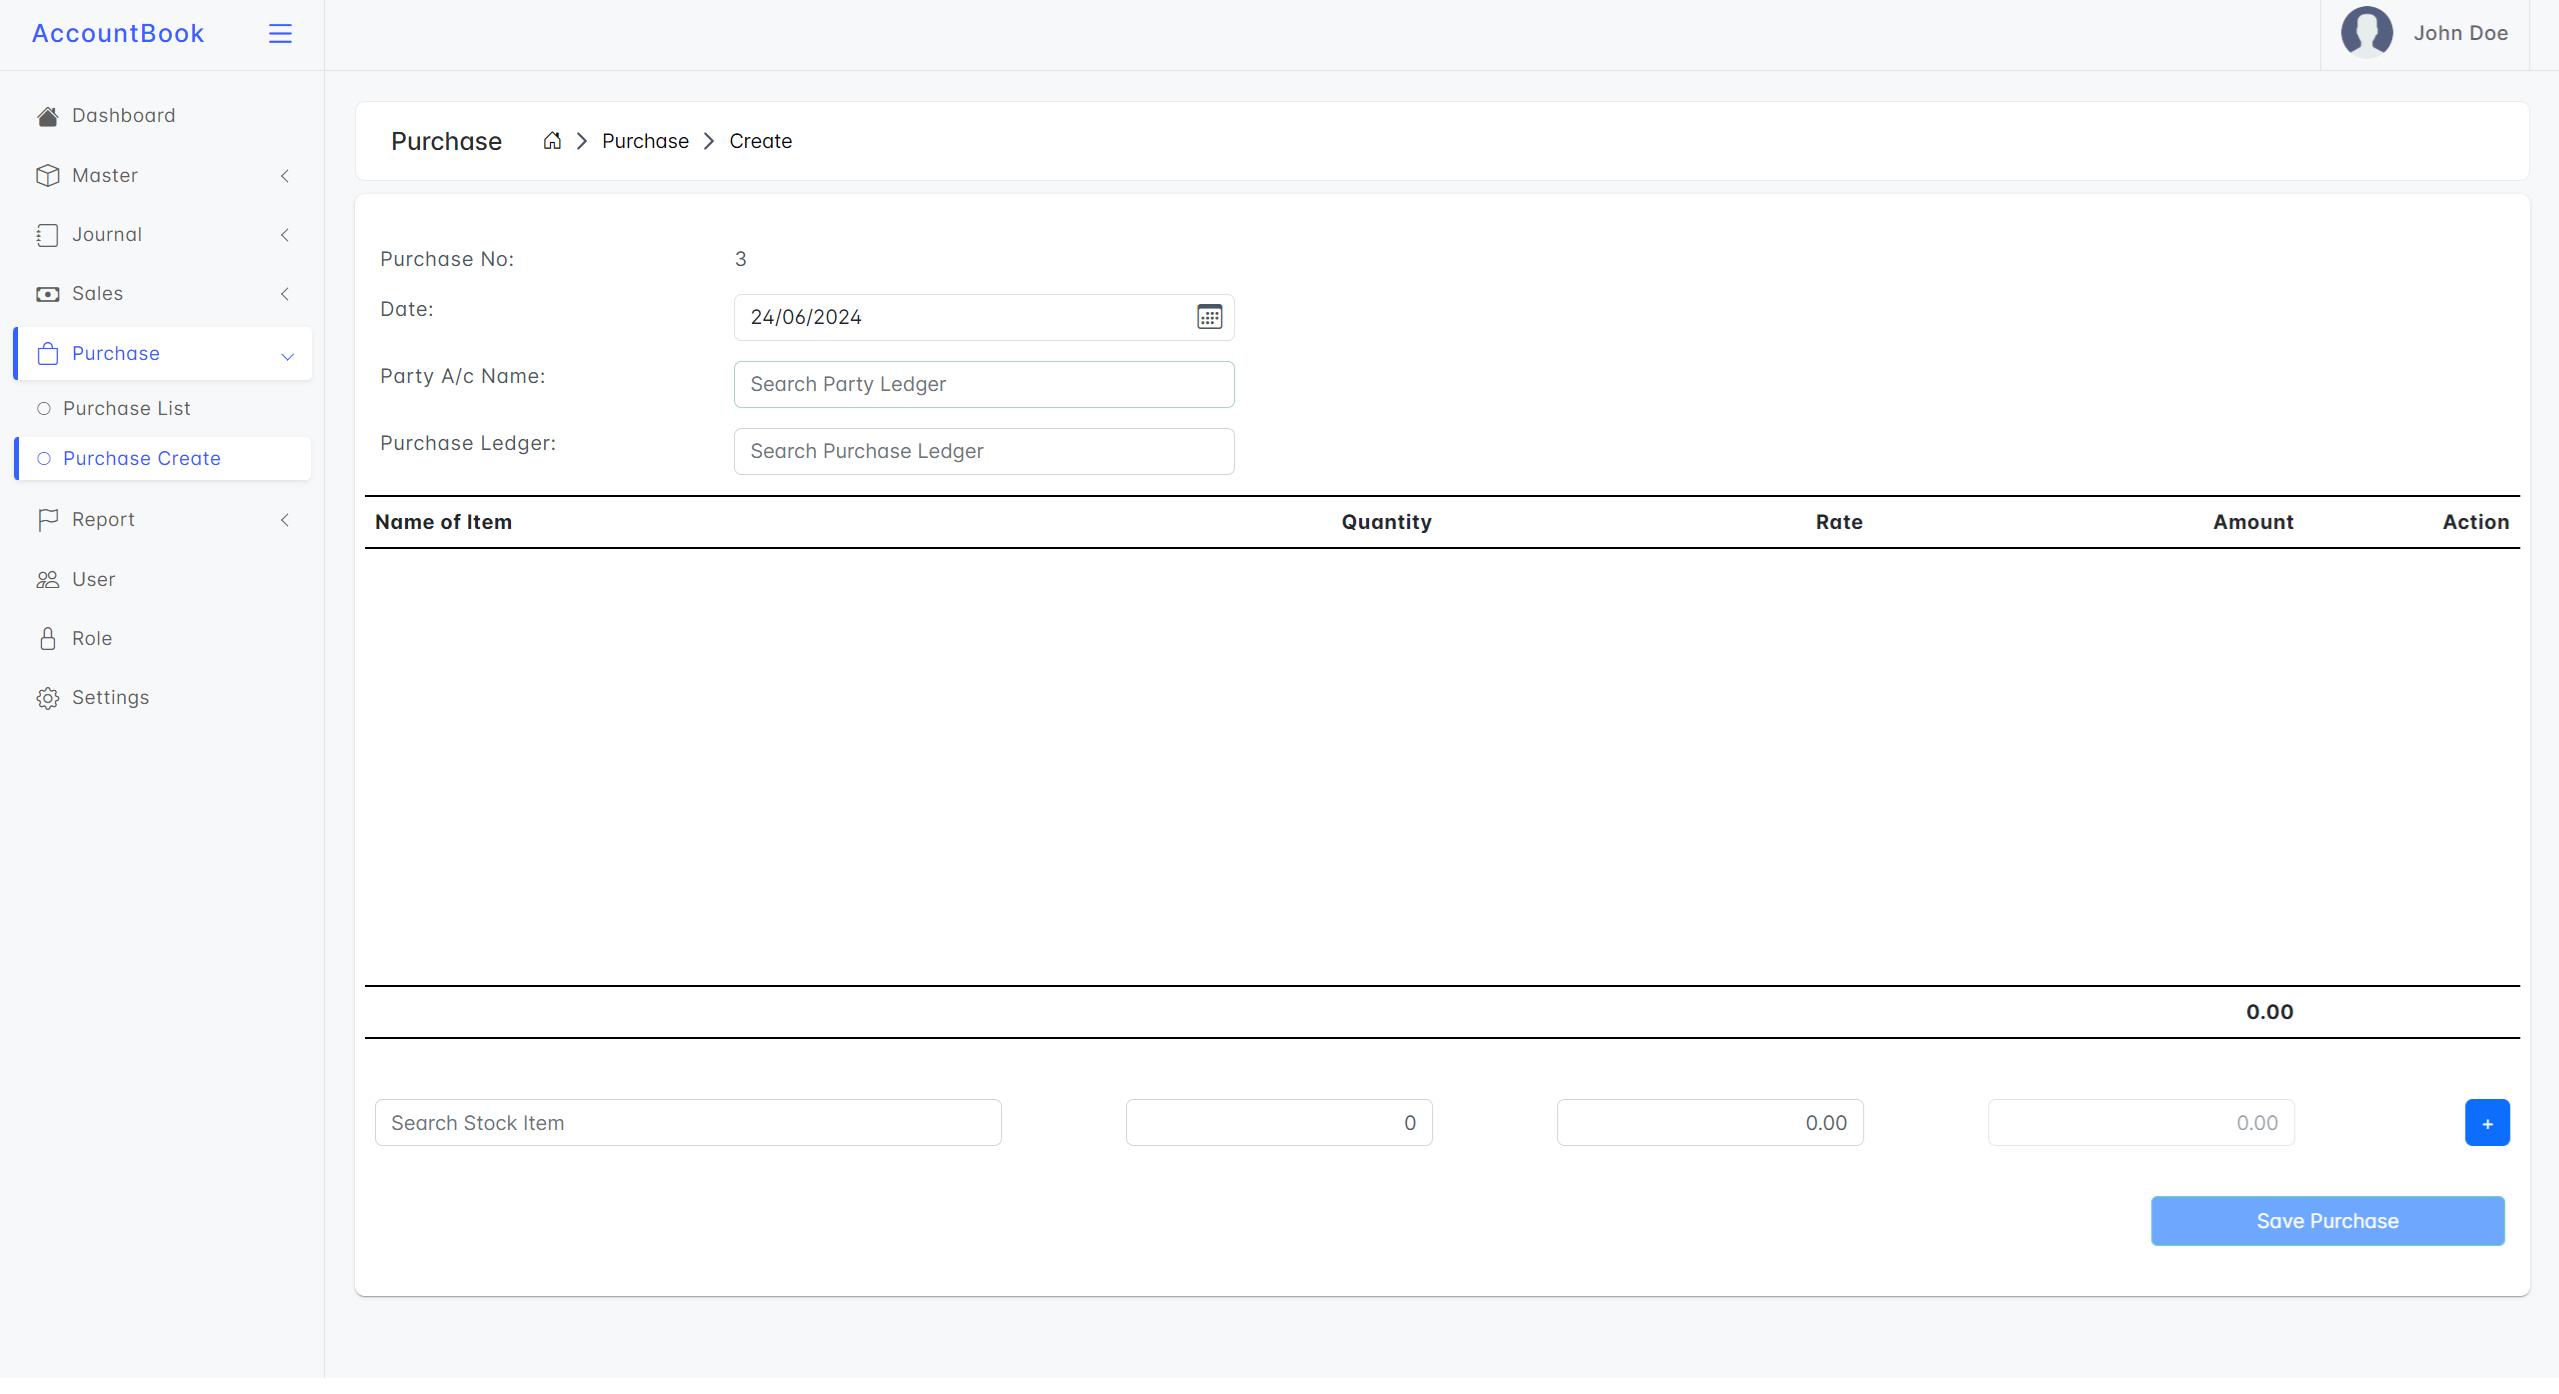 AccountBook
John Doe
Dashboard
Master
Journal
Sales
Purchase
Purchase List
Purchase Create
Report
User
Role
Settings
Purchase Purchase Create
Purchase No: 3
Date: 24/06/2024
Party A/c Name: Search Party Ledger
Purchase Ledger: Search Purchase Ledger
Name of Item Quantity Rate Amount Action
0.00
Search Stock Item 0 0.00 0.00 +
Save Purchase